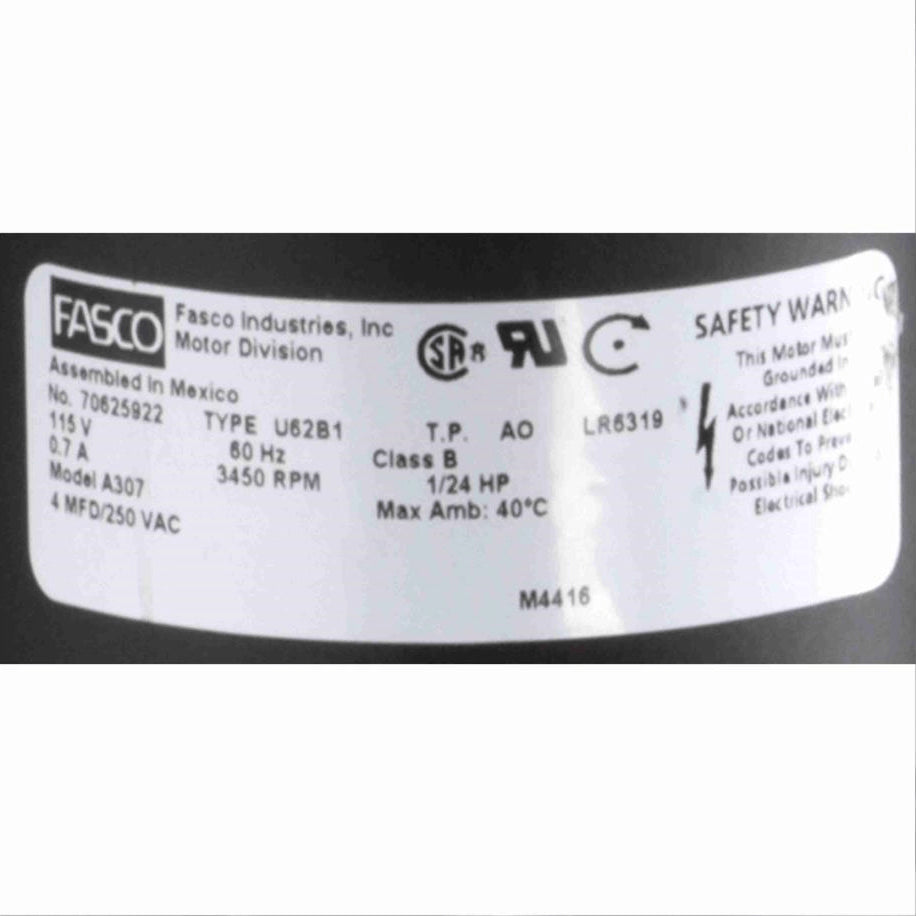 FASCO
Fasco Industries, Inc
Motor Division
Assembled In Mexico
No. 70625922 TYPE U62B1
115 V 60 Hz
0.7 A 3450 RPM
Model A307
4 MFD/250 VAC
SA R
T.P. AO LR6319
Class B
1/24 HP
Max Amb: 40°C
M4416
SAFETY WARN
This Motor Mus
Grounded In
Accordance With
Or National Elec
Codes To Preve
Possible Injury
Electrical Sho